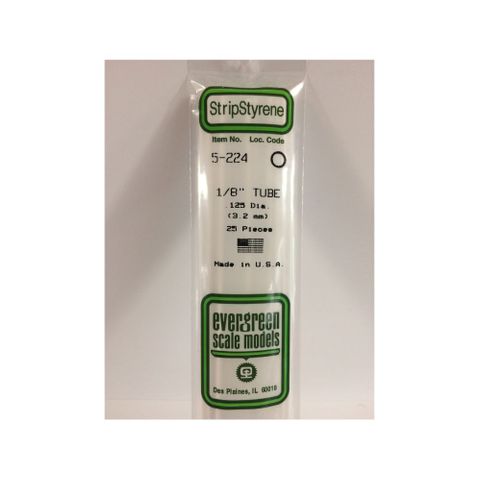 StripStyrene
Item No. Loc. Code
5-224
1/8" TUBE
.125 Dia.
(3.2 mm)
25 Pieces
Made in U.S.A.
evergreen
scale models
Des Plaines, IL 60018